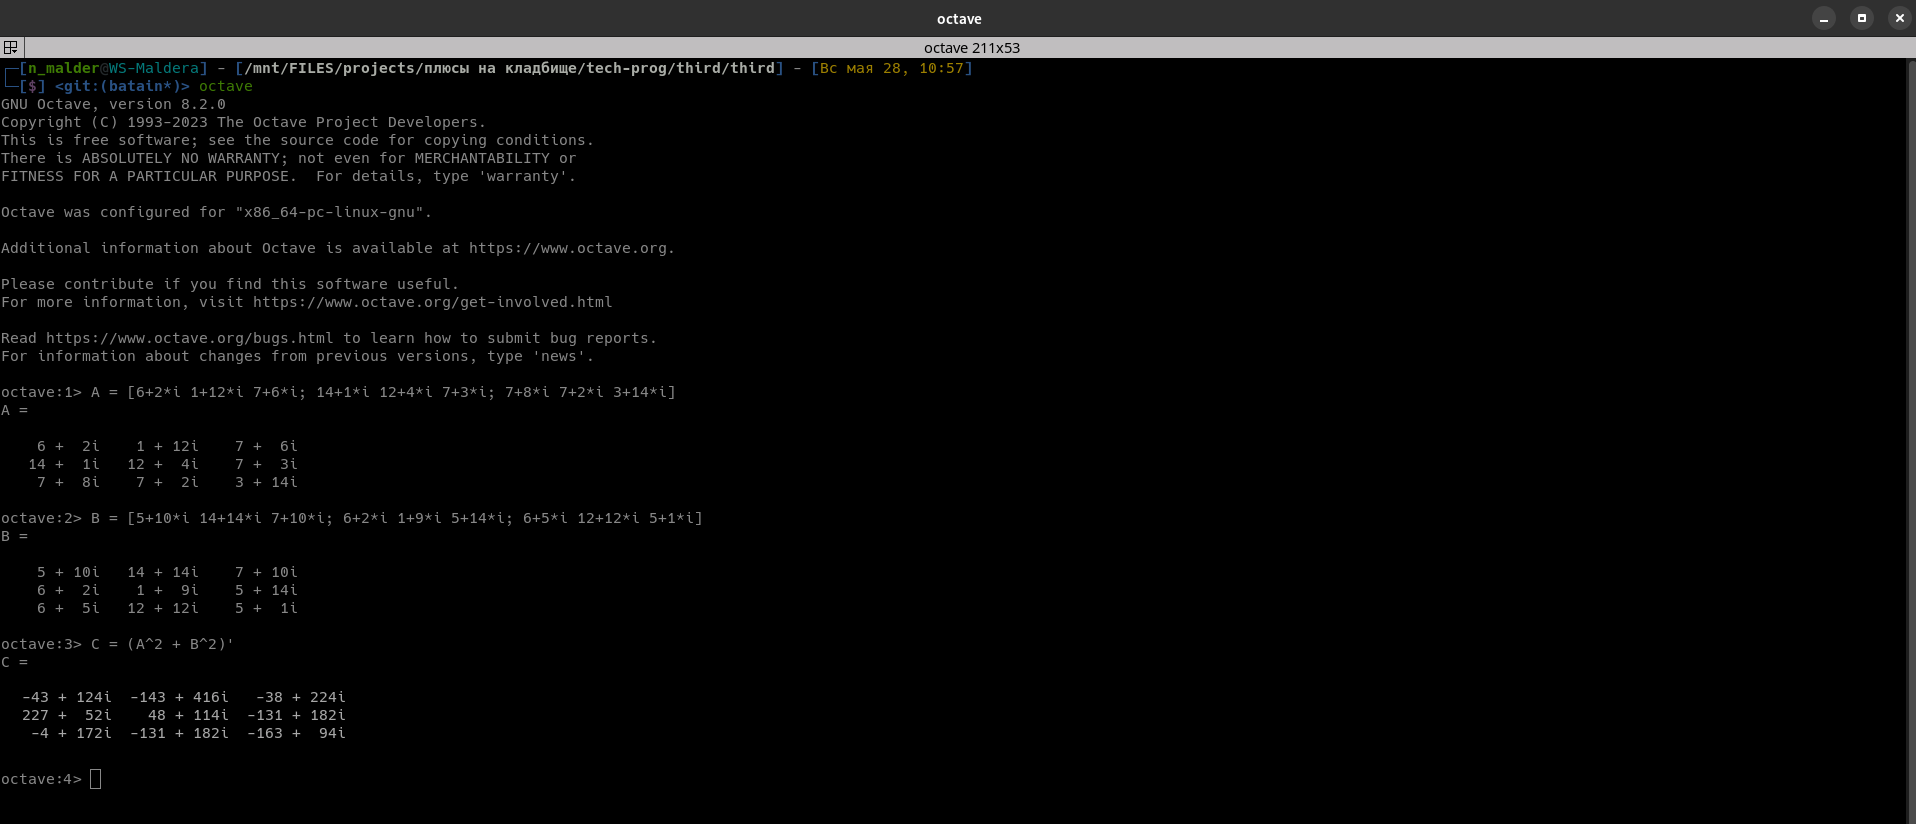 octave
octave 211x53
┌─[n_malder@WS-Maldera] - [/mnt/FILES/projects/плюсы на кладбище/tech-prog/third/third] - [Вс мая 28, 10:57]
└─[$] <git:(batain*)> octave
GNU Octave, version 8.2.0
Copyright (C) 1993-2023 The Octave Project Developers.
This is free software; see the source code for copying conditions.
There is ABSOLUTELY NO WARRANTY; not even for MERCHANTABILITY or
FITNESS FOR A PARTICULAR PURPOSE.  For details, type 'warranty'.
Octave was configured for "x86_64-pc-linux-gnu".
Additional information about Octave is available at https://www.octave.org.
Please contribute if you find this software useful.
For more information, visit https://www.octave.org/get-involved.html
Read https://www.octave.org/bugs.html to learn how to submit bug reports.
For information about changes from previous versions, type 'news'.
octave:1> A = [6+2*i 1+12*i 7+6*i; 14+1*i 12+4*i 7+3*i; 7+8*i 7+2*i 3+14*i]
A =
    6 +  2i    1 + 12i    7 +  6i
   14 +  1i   12 +  4i    7 +  3i
    7 +  8i    7 +  2i    3 + 14i
octave:2> B = [5+10*i 14+14*i 7+10*i; 6+2*i 1+9*i 5+14*i; 6+5*i 12+12*i 5+1*i]
B =
    5 + 10i   14 + 14i    7 + 10i
    6 +  2i    1 +  9i    5 + 14i
    6 +  5i   12 + 12i    5 +  1i
octave:3> C = (A^2 + B^2)'
C =
  -43 + 124i  -143 + 416i   -38 + 224i
  227 +  52i    48 + 114i  -131 + 182i
   -4 + 172i  -131 + 182i  -163 +  94i
octave:4>